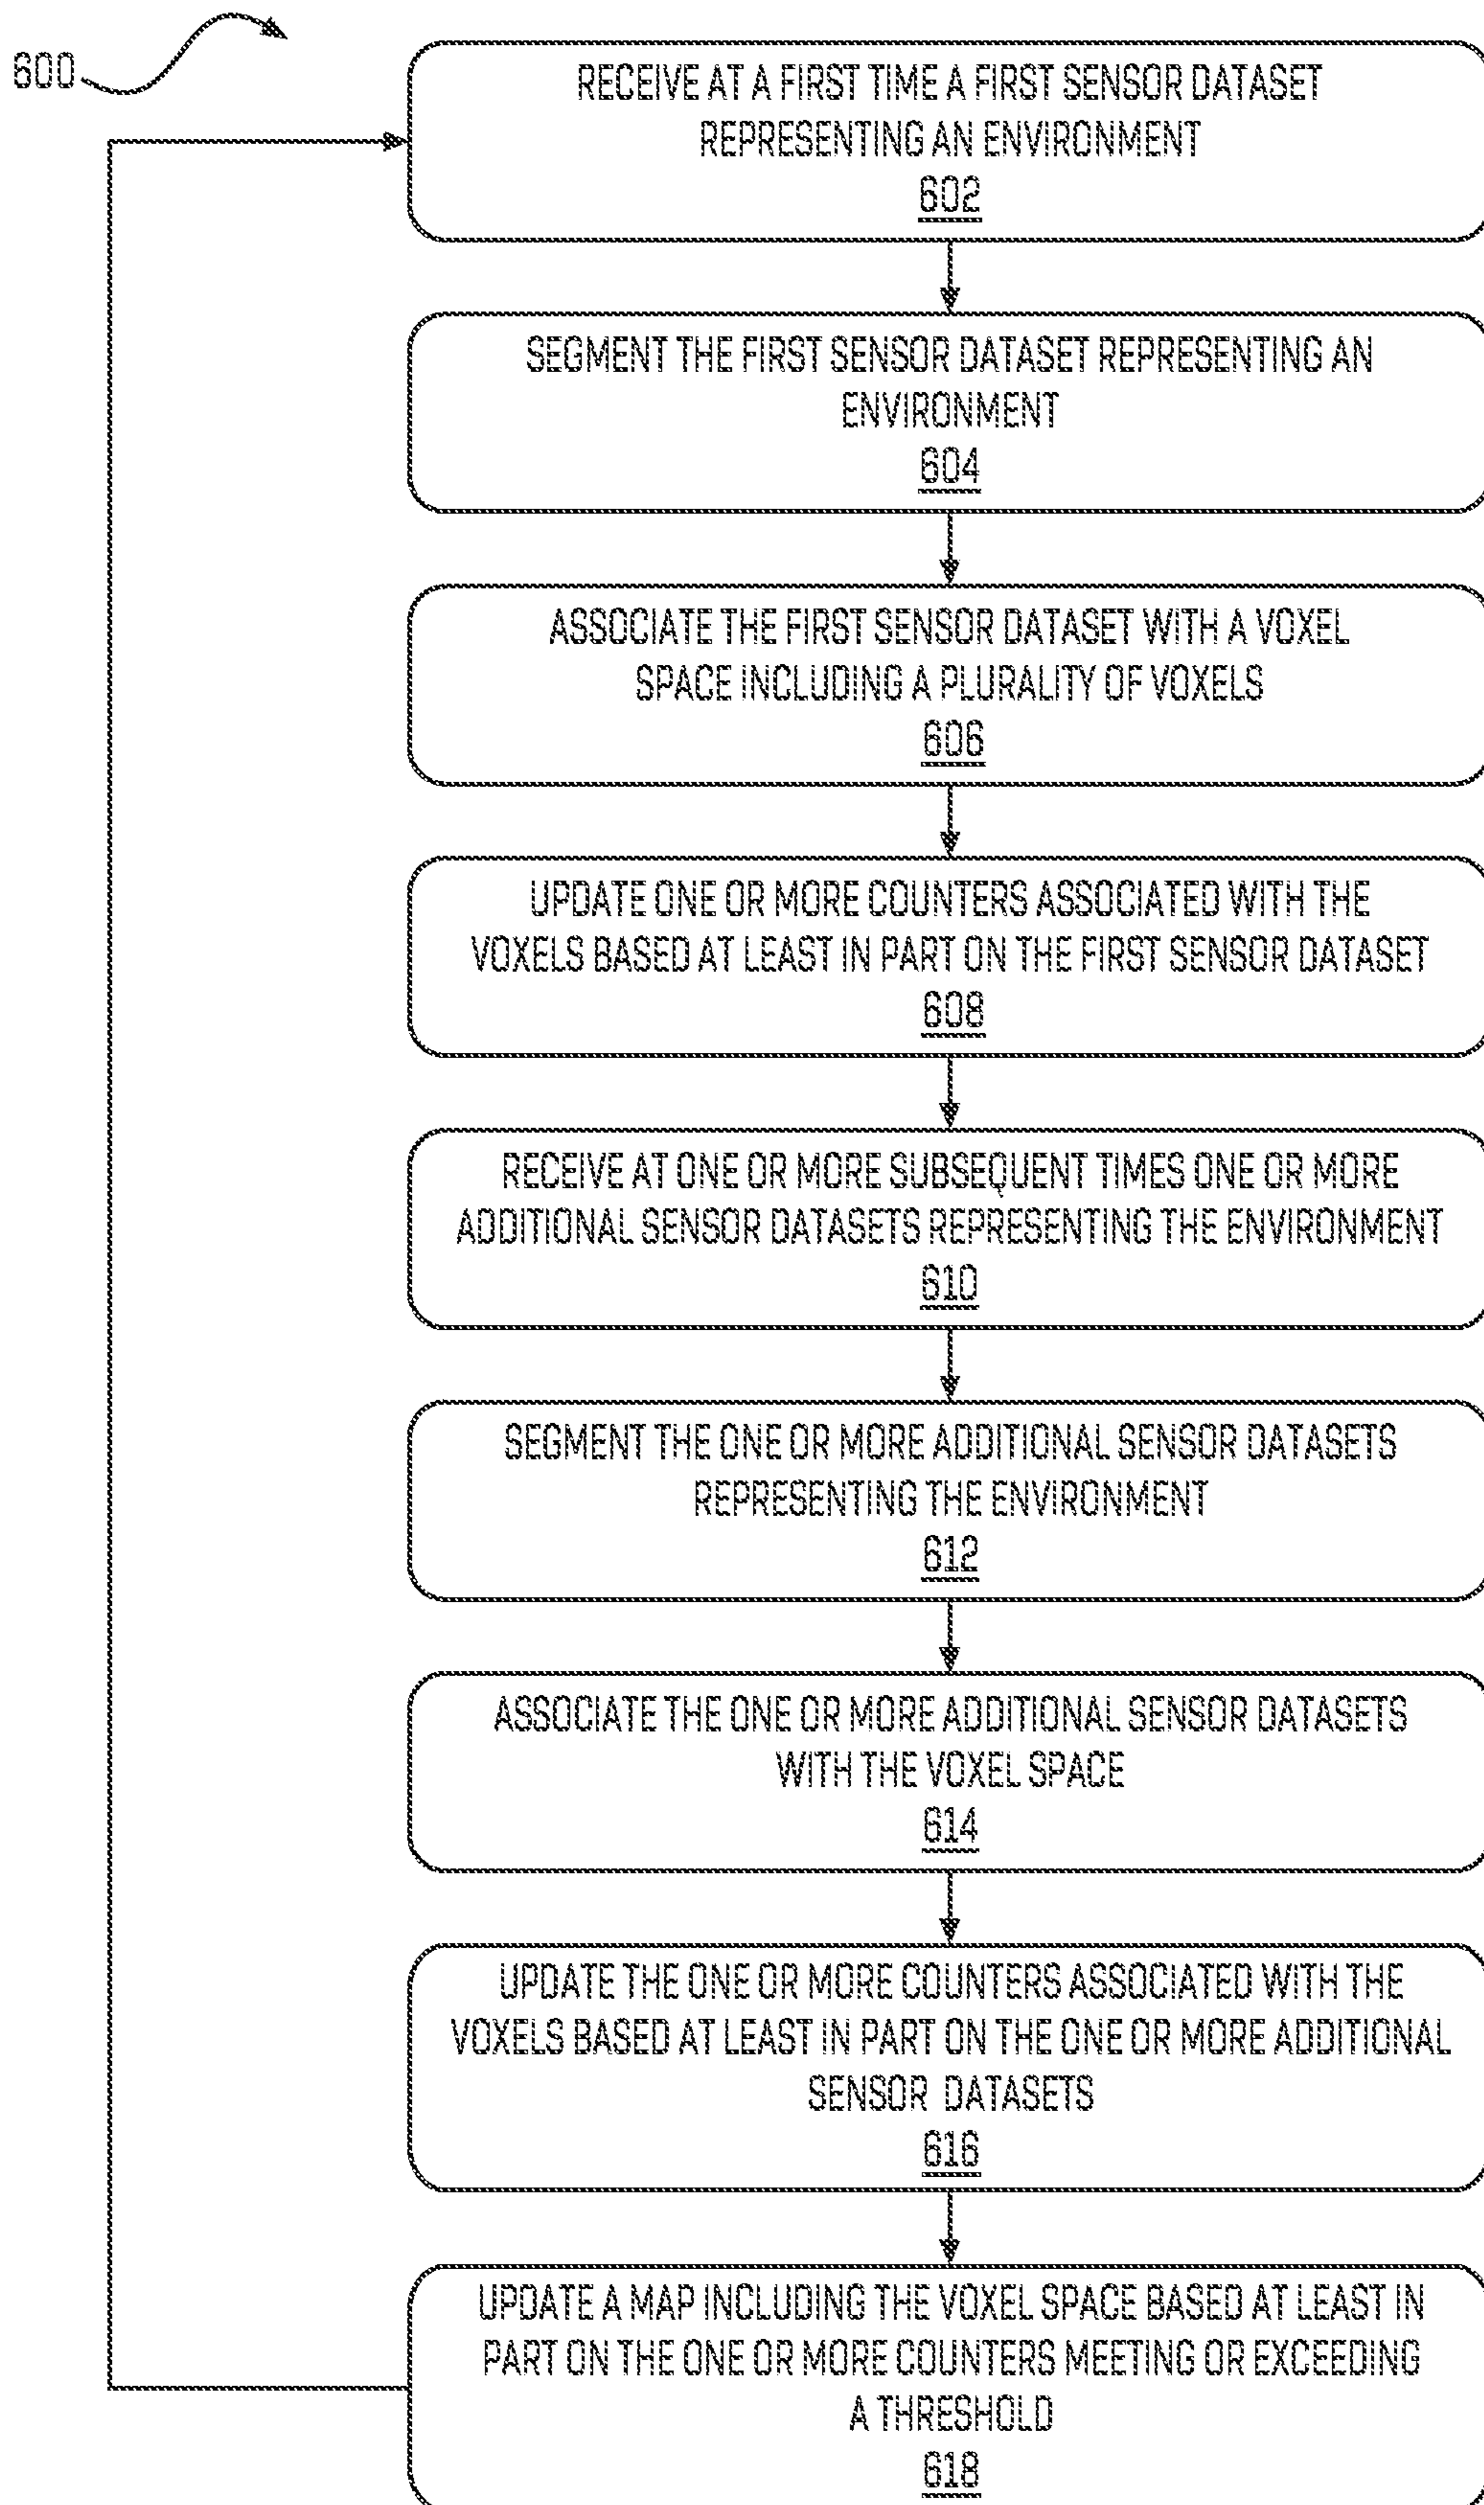 600
RECEIVE AT A FIRST TIME A FIRST SENSOR DATASET
REPRESENTING AN ENVIRONMENT
602
SEGMENT THE FIRST SENSOR DATASET REPRESENTING AN
ENVIRONMENT
604
ASSOCIATE THE FIRST SENSOR DATASET WITH A VOXEL
SPACE INCLUDING A PLURALITY OF VOXELS
606
UPDATE ONE OR MORE COUNTERS ASSOCIATED WITH THE
VOXELS BASED AT LEAST IN PART ON THE FIRST SENSOR DATASET
608
RECEIVE AT ONE OR MORE SUBSEQUENT TIMES ONE OR MORE
ADDITIONAL SENSOR DATASETS REPRESENTING THE ENVIRONMENT
610
SEGMENT THE ONE OR MORE ADDITIONAL SENSOR DATASETS
REPRESENTING THE ENVIRONMENT
612
ASSOCIATE THE ONE OR MORE ADDITIONAL SENSOR DATASETS
WITH THE VOXEL SPACE
614
UPDATE THE ONE OR MORE COUNTERS ASSOCIATED WITH THE
VOXELS BASED AT LEAST IN PART ON THE ONE OR MORE ADDITIONAL
SENSOR DATASETS
616
UPDATE A MAP INCLUDING THE VOXEL SPACE BASED AT LEAST IN
PART ON THE ONE OR MORE COUNTERS MEETING OR EXCEEDING
A THRESHOLD
618